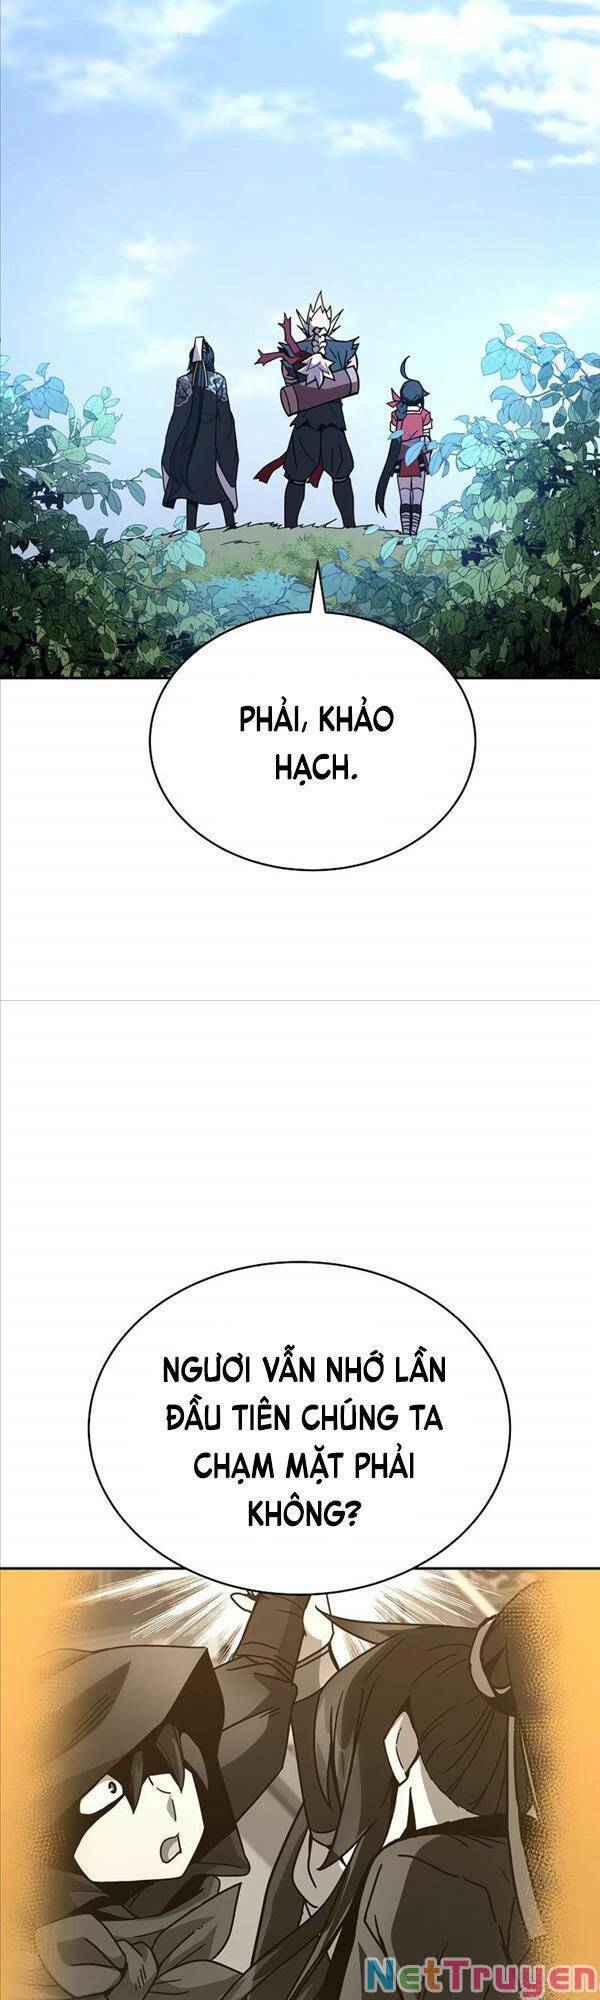 PHẢI, KHẢO
HẠCH.
NGƯƠI VẪN NHỚ LẦN
ĐẦU TIÊN CHÚNG TA
CHẠM MẶT PHẢI
KHÔNG?
NetTruyen